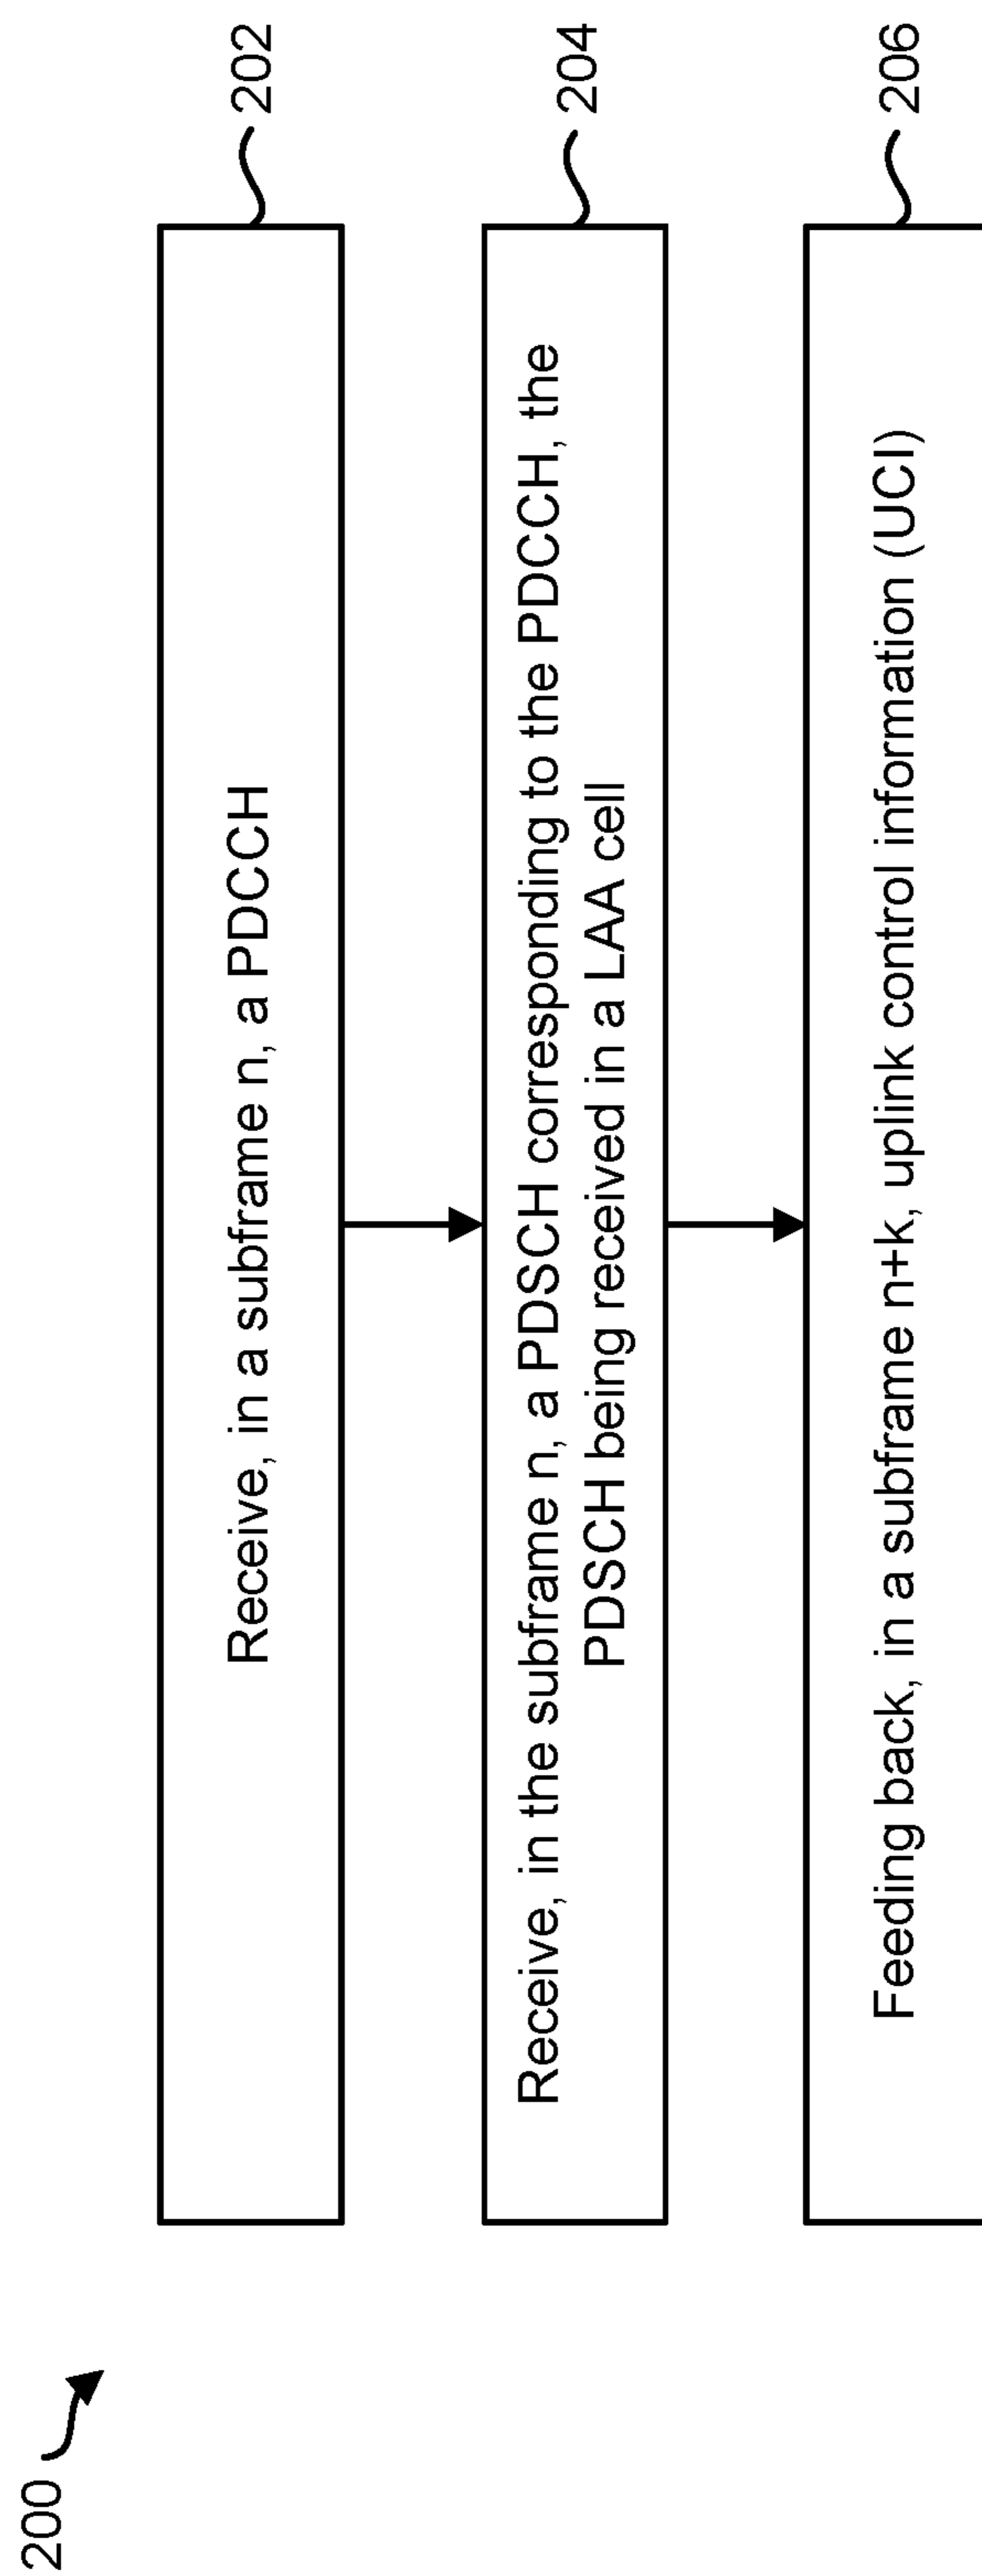 200
Receive, in a subframe n, a PDCCH
202
Receive, in the subframe n, a PDSCH corresponding to the PDCCH, the
PDSCH being received in a LAA cell
204
Feeding back, in a subframe n+k, uplink control information (UCI)
206